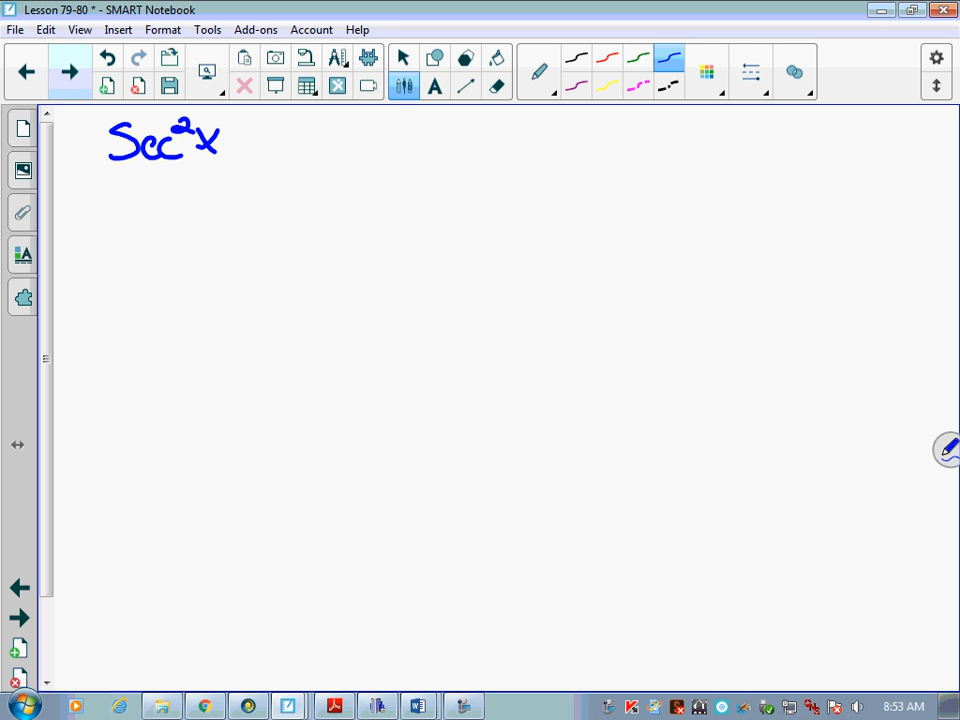 Lesson 79-80 * - SMART Notebook
File Edit View Insert Format Tools Add-ons Account Help
Sec²x
8:53 AM